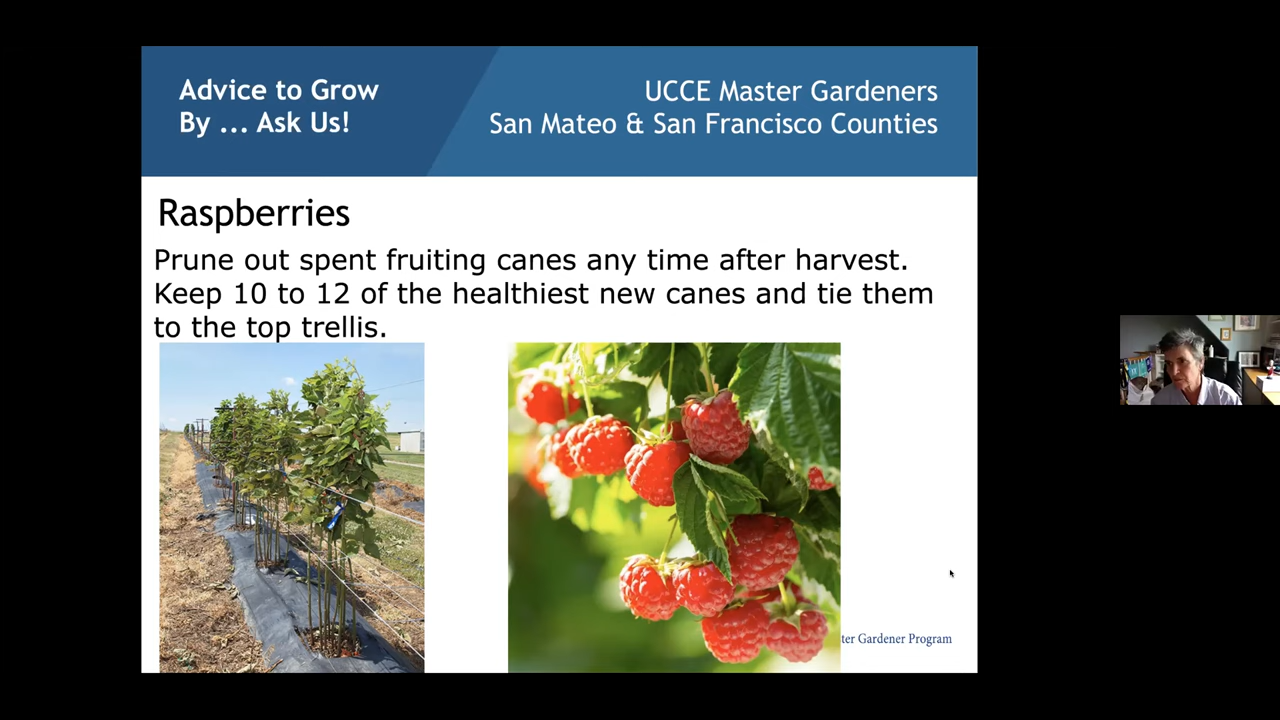 Advice to Grow
By ... Ask Us!
UCCE Master Gardeners
San Mateo & San Francisco Counties
Raspberries
Prune out spent fruiting canes any time after harvest.
Keep 10 to 12 of the healthiest new canes and tie them
to the top trellis.
ter Gardener Program